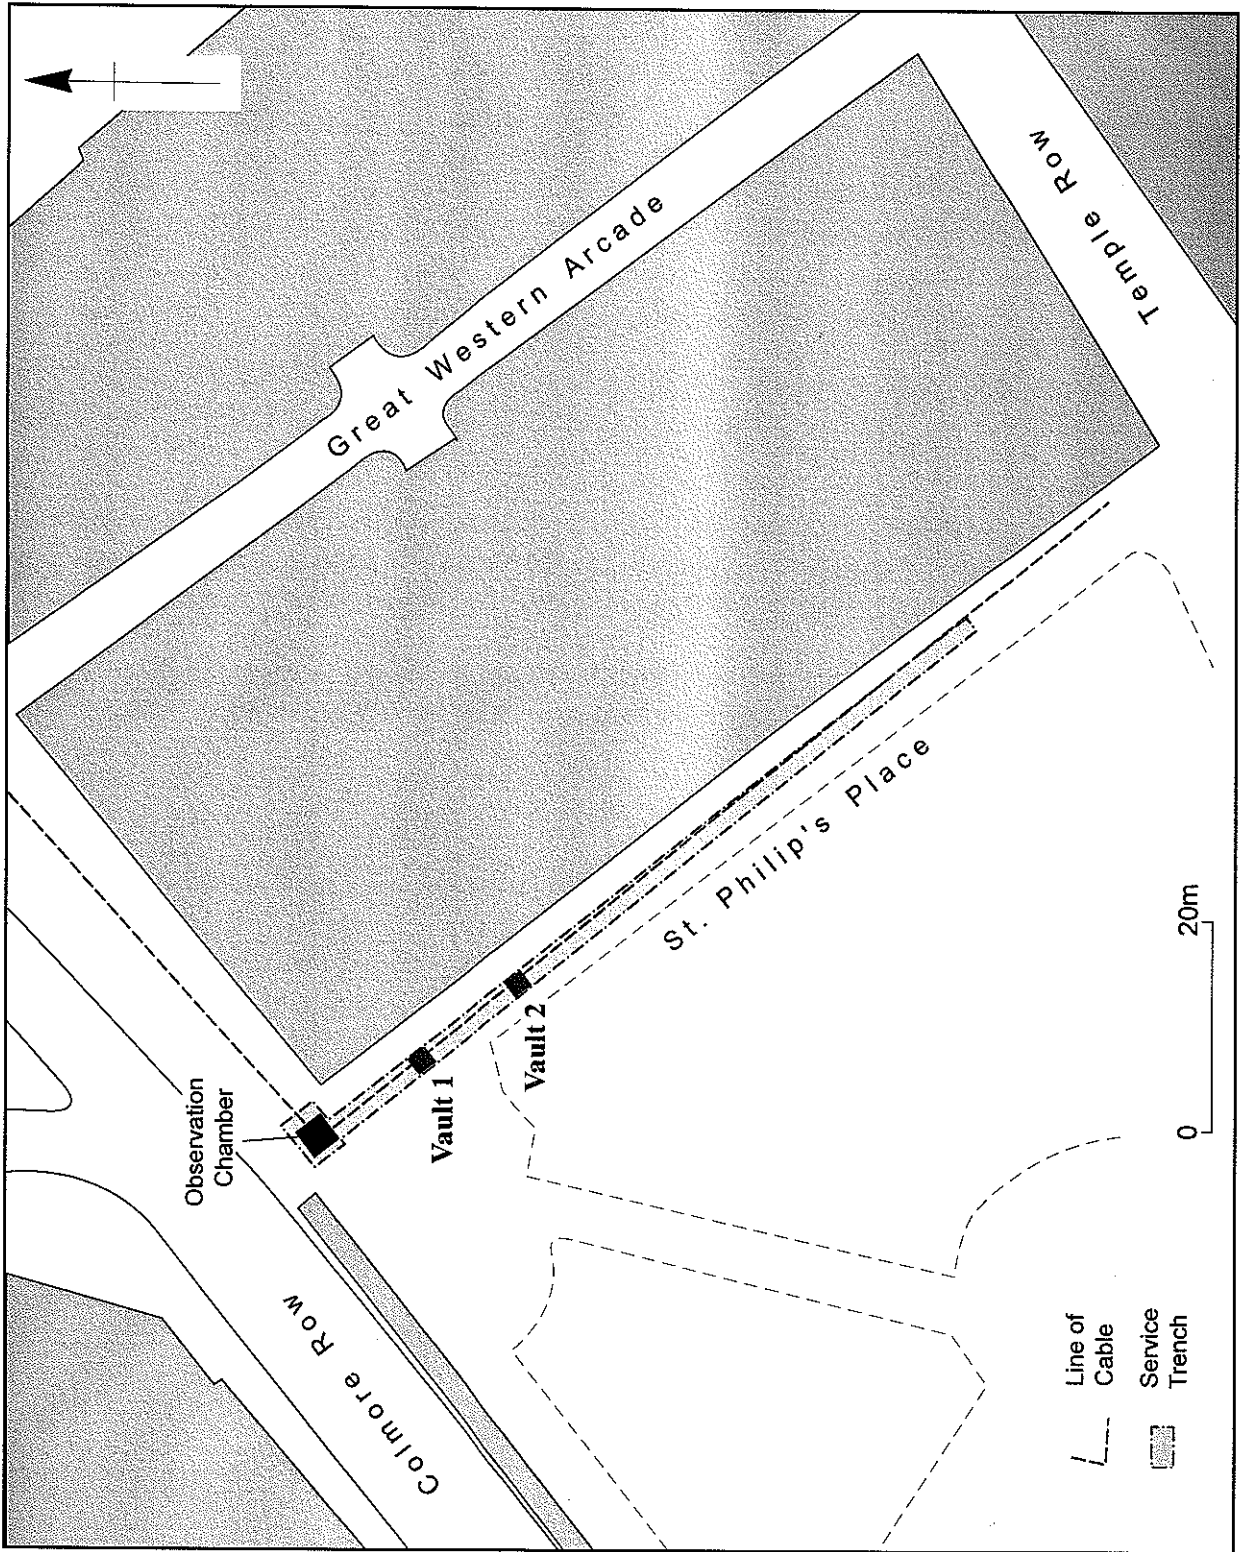 Great Western Arcade
Temple Row
Observation
Chamber
Vault 1
Vault 2
St. Philip's Place
Colmore Row
0 20m
Line of
Cable
Service
Trench